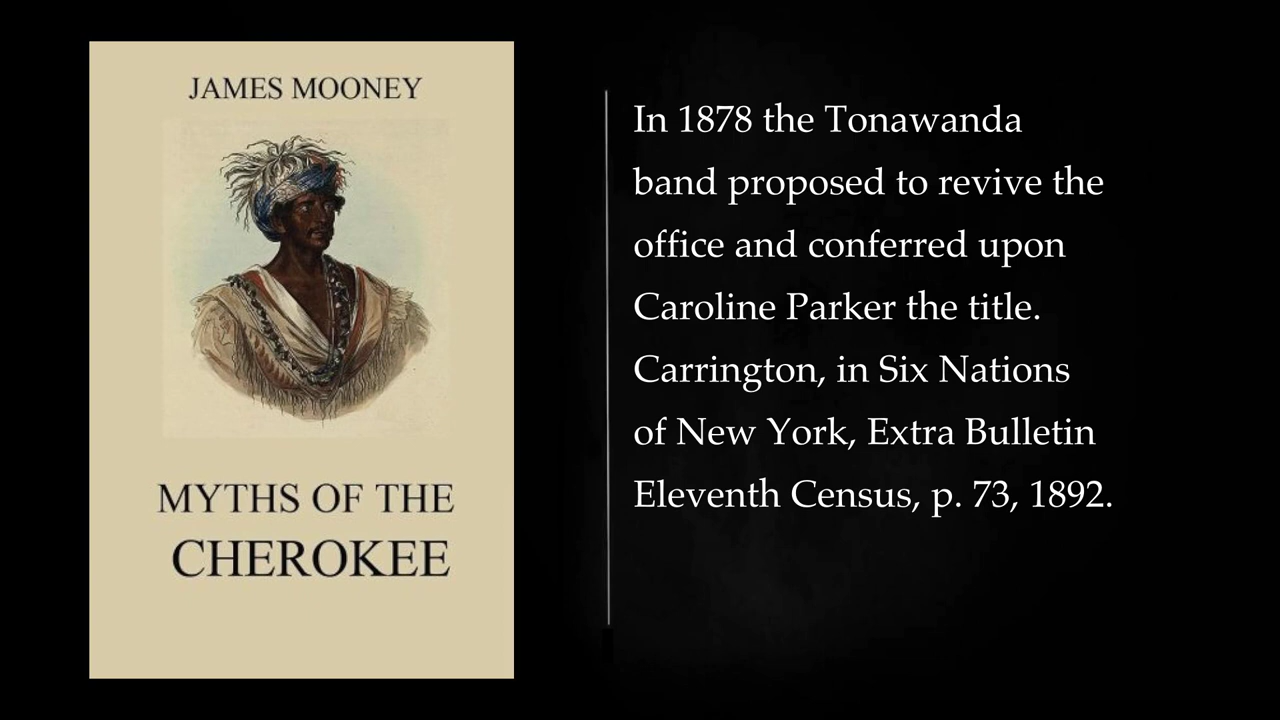 JAMES MOONEY
MYTHS OF THE
CHEROKEE
In 1878 the Tonawanda
band proposed to revive the
office and conferred upon
Caroline Parker the title.
Carrington, in Six Nations
of New York, Extra Bulletin
Eleventh Census, p. 73, 1892.